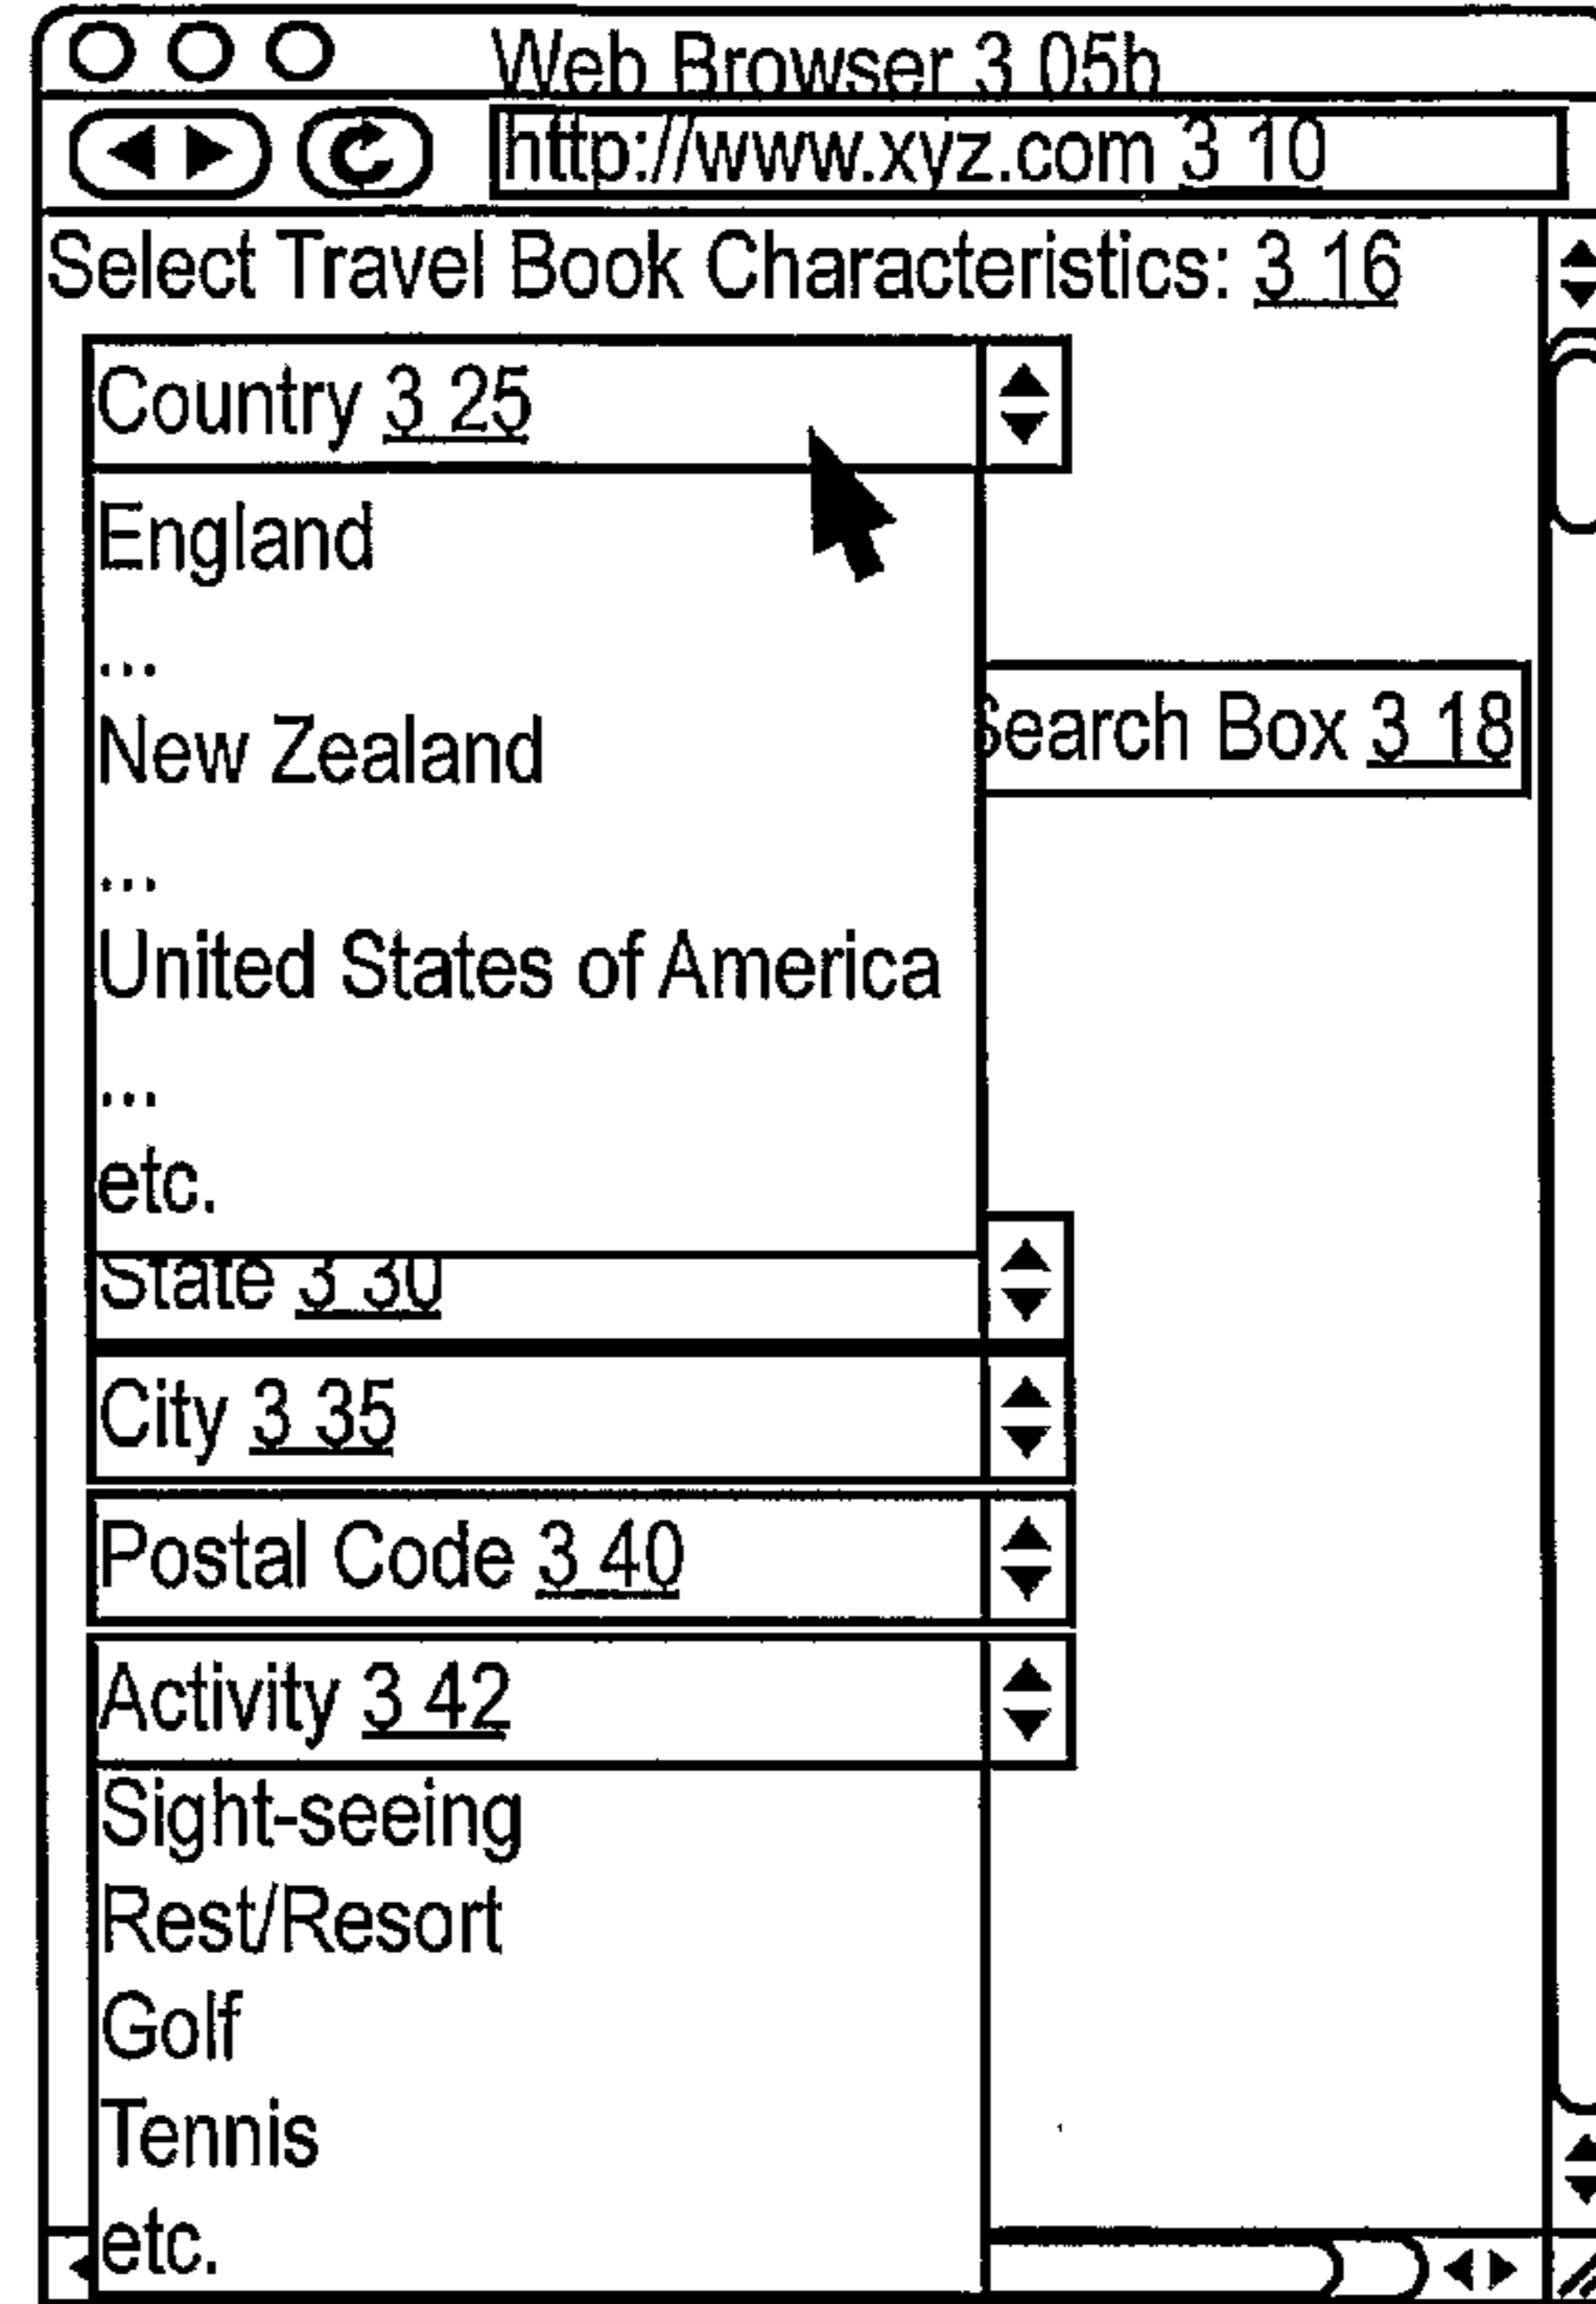 Web Browser 3 05b
http://www.xyz.com 3 10
Select Travel Book Characteristics: 3 16
Country 3 25
England
...
New Zealand
Search Box 3 18
...
United States of America
...
etc.
State 3 30
City 3 35
Postal Code 3 40
Activity 3 42
Sight-seeing
Rest/Resort
Golf
Tennis
etc.